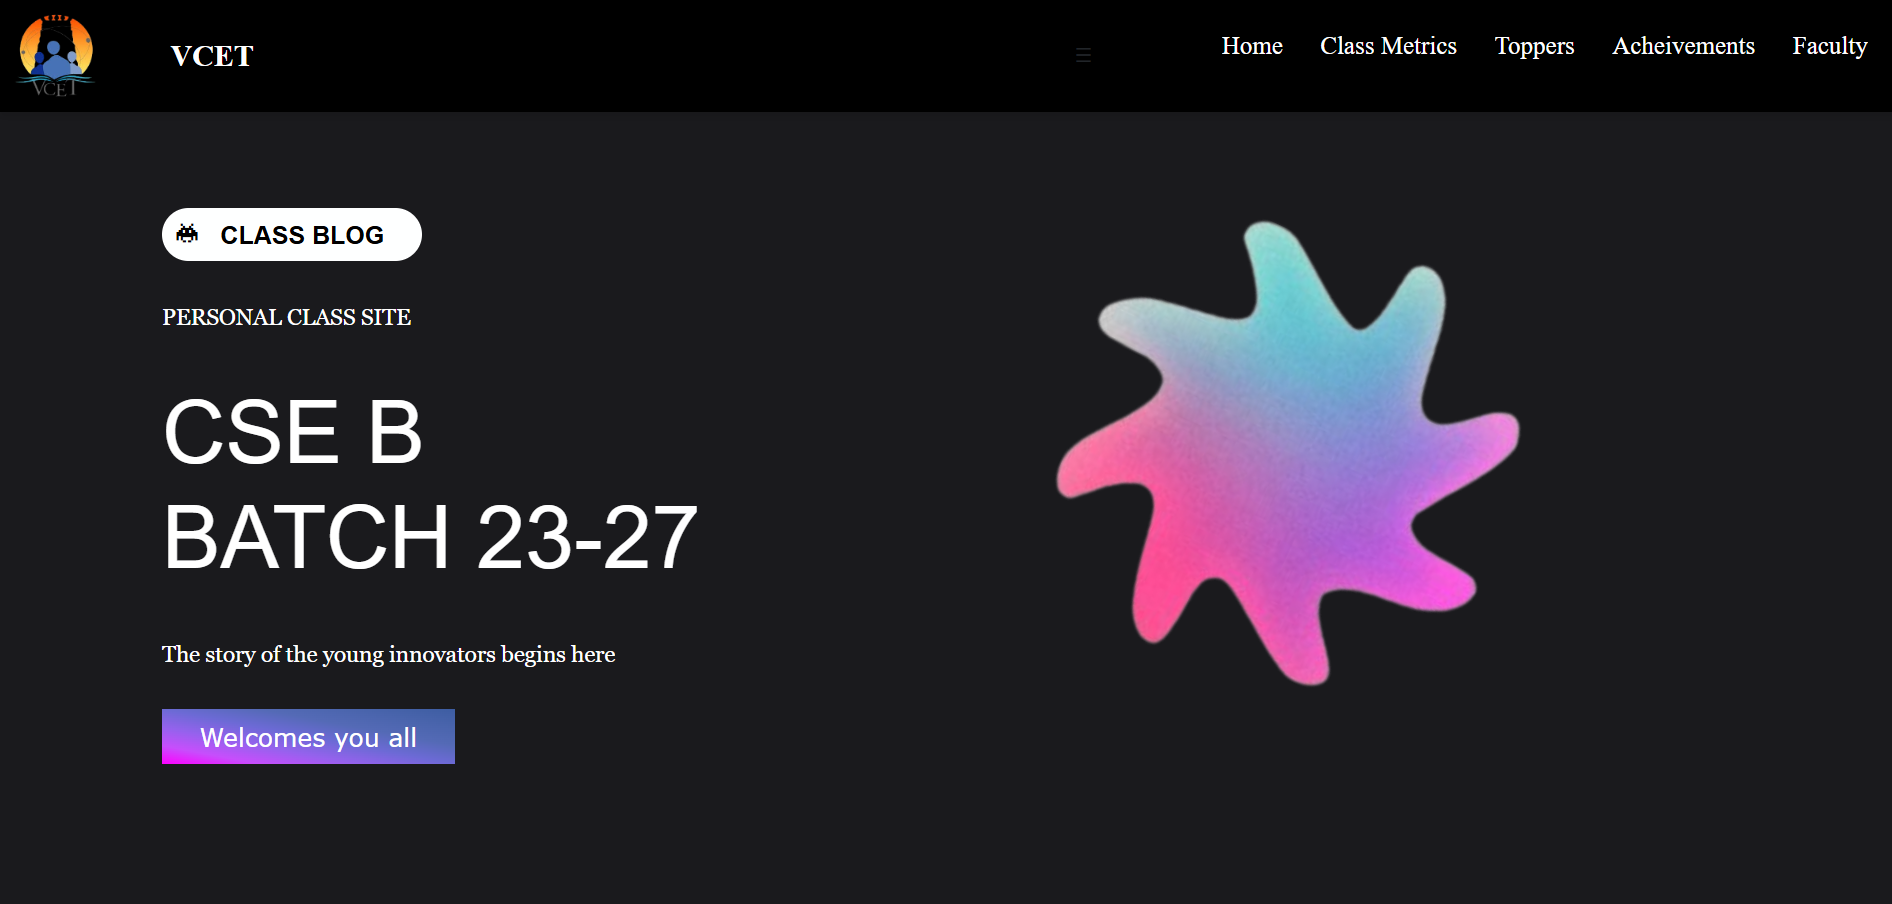 VCET
VCET
Home
Class Metrics
Toppers
Acheivements
Faculty
CLASS BLOG
PERSONAL CLASS SITE
CSE B
BATCH 23-27
The story of the young innovators begins here
Welcomes you all